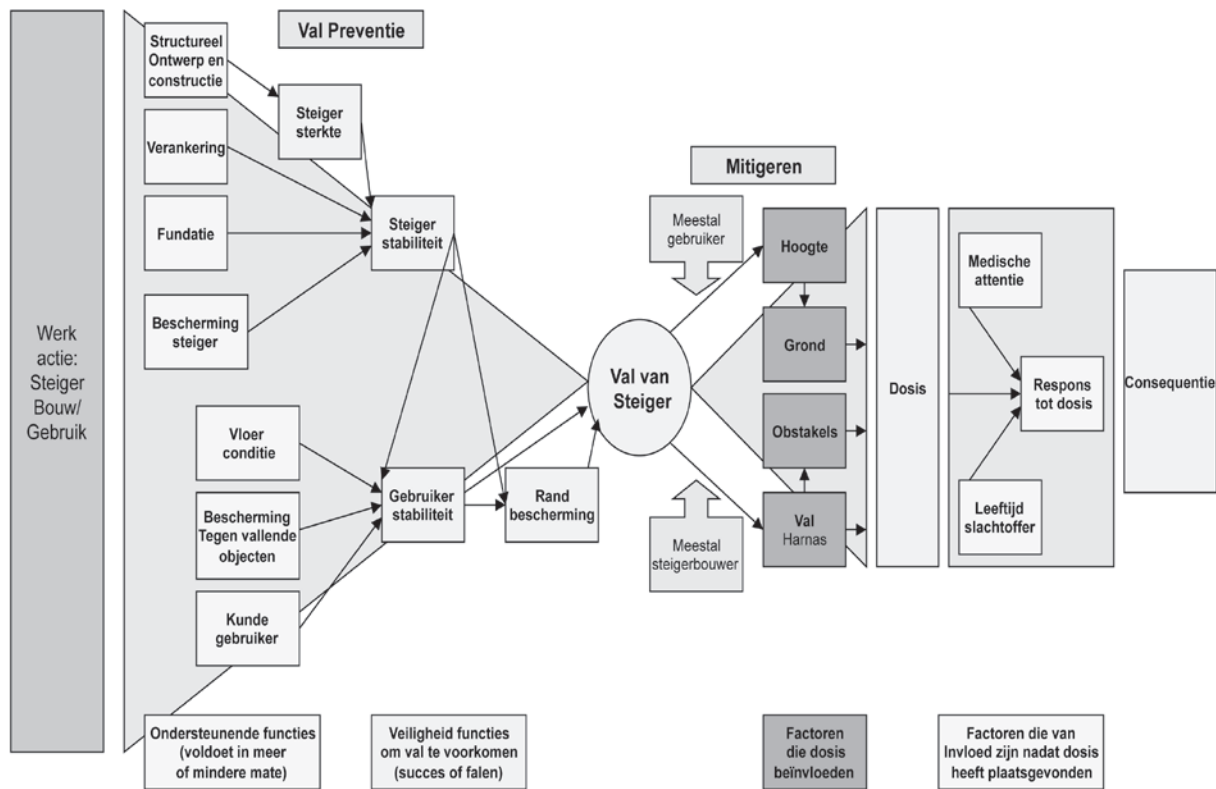 Werk
actie:
Steiger
Bouw/
Gebruik
Val Preventie
Structureel
Ontwerp en
constructie
Steiger
sterkte
Verankering
Fundatie
Steiger
stabiliteit
Bescherming
steiger
Vloer
conditie
Bescherming
Tegen vallende
objecten
Kunde
gebruiker
Gebruiker
stabiliteit
Rand
bescherming
Val van
Steiger
Mitigeren
Meestal
gebruiker
Meestal
steigerbouwer
Hoogte
Grond
Obstakels
Val
Harnas
Dosis
Medische
attentie
Respons
tot dosis
Leeftijd
slachtoffer
Consequentie
Ondersteunende functies
(voldoet in meer
of mindere mate)
Veiligheid functies
om val te voorkomen
(succes of falen)
Factoren
die dosis
beïnvloeden
Factoren die van
Invloed zijn nadat dosis
heeft plaatsgevonden